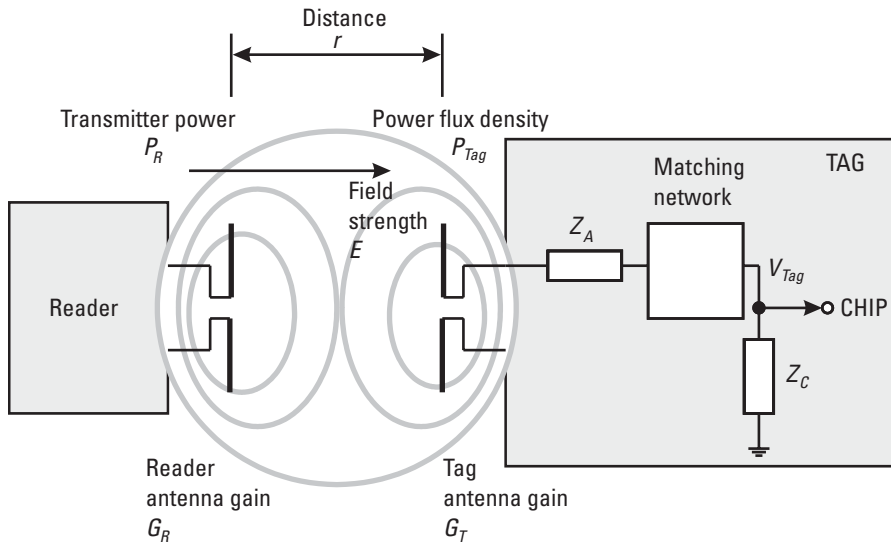 Distance
r
Transmitter power
P_R
Power flux density
P_Tag
Field
strength
E
Matching
network
TAG
Z_A
V_Tag
CHIP
Z_C
Reader
Reader
antenna gain
G_R
Tag
antenna gain
G_T